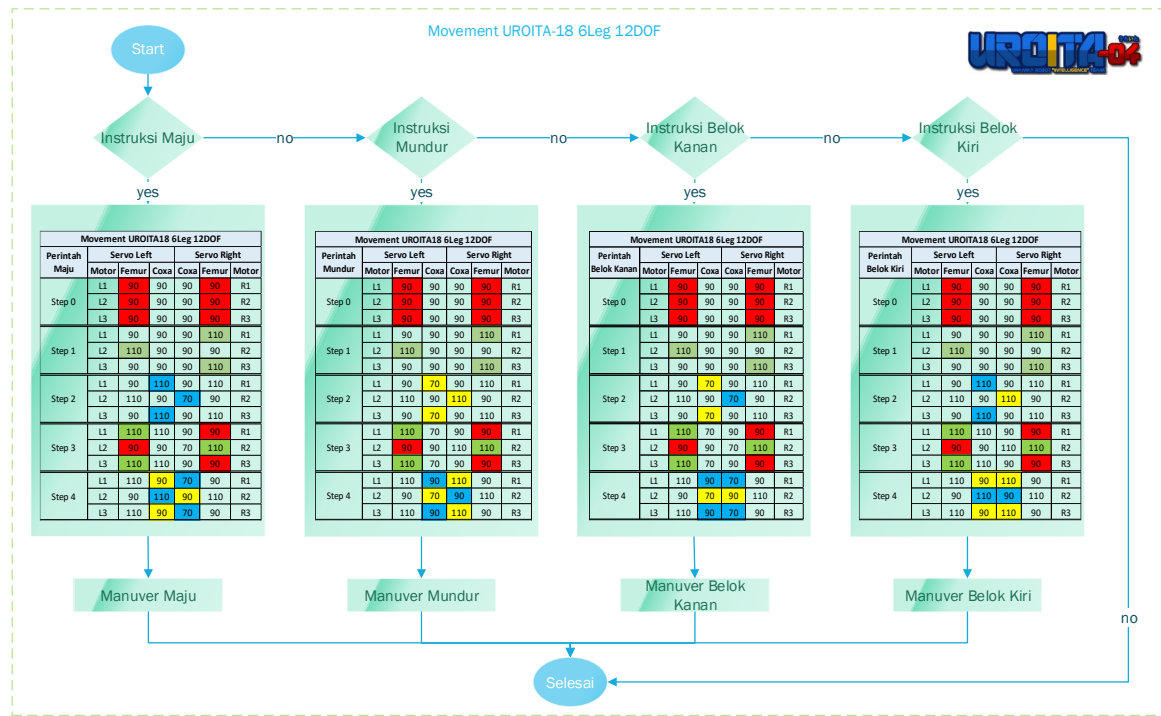 Movement UROITA-18 6Leg 12DOF
UROITA-04
Start
Instruksi Maju
no
Instruksi
Mundur
no
Instruksi Belok
Kanan
no
Instruksi Belok
Kiri
yes
yes
yes
yes
Movement UROITA18 6Leg 12DOF
Perintah Maju Servo Left Servo Right
Motor Femur Coxa Coxa Femur Motor
Step 0
L1 90 90 90 90 R1
L2 90 90 90 90 R2
L3 90 90 90 90 R3
Step 1
L1 90 90 90 110 R1
L2 110 90 90 90 R2
L3 90 90 90 110 R3
Step 2
L1 90 110 90 110 R1
L2 110 90 70 90 R2
L3 90 110 90 110 R3
Step 3
L1 110 110 90 90 R1
L2 90 90 70 110 R2
L3 110 110 90 90 R3
Step 4
L1 110 90 70 90 R1
L2 90 110 90 110 R2
L3 110 90 70 90 R3
Movement UROITA18 6Leg 12DOF
Perintah Mundur Servo Left Servo Right
Motor Femur Coxa Coxa Femur Motor
Step 0
L1 90 90 90 90 R1
L2 90 90 90 90 R2
L3 90 90 90 90 R3
Step 1
L1 90 90 90 110 R1
L2 110 90 90 90 R2
L3 90 90 90 110 R3
Step 2
L1 90 70 90 110 R1
L2 110 90 110 90 R2
L3 90 70 90 110 R3
Step 3
L1 110 70 90 90 R1
L2 90 90 110 110 R2
L3 110 70 90 90 R3
Step 4
L1 110 90 110 90 R1
L2 90 70 90 110 R2
L3 110 90 110 90 R3
Movement UROITA18 6Leg 12DOF
Perintah Belok Kanan Servo Left Servo Right
Motor Femur Coxa Coxa Femur Motor
Step 0
L1 90 90 90 90 R1
L2 90 90 90 90 R2
L3 90 90 90 90 R3
Step 1
L1 90 90 90 110 R1
L2 110 90 90 90 R2
L3 90 90 90 110 R3
Step 2
L1 90 70 90 110 R1
L2 110 90 70 90 R2
L3 90 70 90 110 R3
Step 3
L1 110 70 90 90 R1
L2 90 90 70 110 R2
L3 110 70 90 90 R3
Step 4
L1 110 90 70 90 R1
L2 90 70 90 110 R2
L3 110 90 70 90 R3
Movement UROITA18 6Leg 12DOF
Perintah Belok Kiri Servo Left Servo Right
Motor Femur Coxa Coxa Femur Motor
Step 0
L1 90 90 90 90 R1
L2 90 90 90 90 R2
L3 90 90 90 90 R3
Step 1
L1 90 90 90 110 R1
L2 110 90 90 90 R2
L3 90 90 90 110 R3
Step 2
L1 90 110 90 110 R1
L2 110 90 110 90 R2
L3 90 110 90 110 R3
Step 3
L1 110 110 90 90 R1
L2 90 90 110 110 R2
L3 110 110 90 90 R3
Step 4
L1 110 90 110 90 R1
L2 90 110 90 110 R2
L3 110 90 110 90 R3
Manuver Maju
Manuver Mundur
Manuver Belok
Kanan
Manuver Belok Kiri
no
Selesai